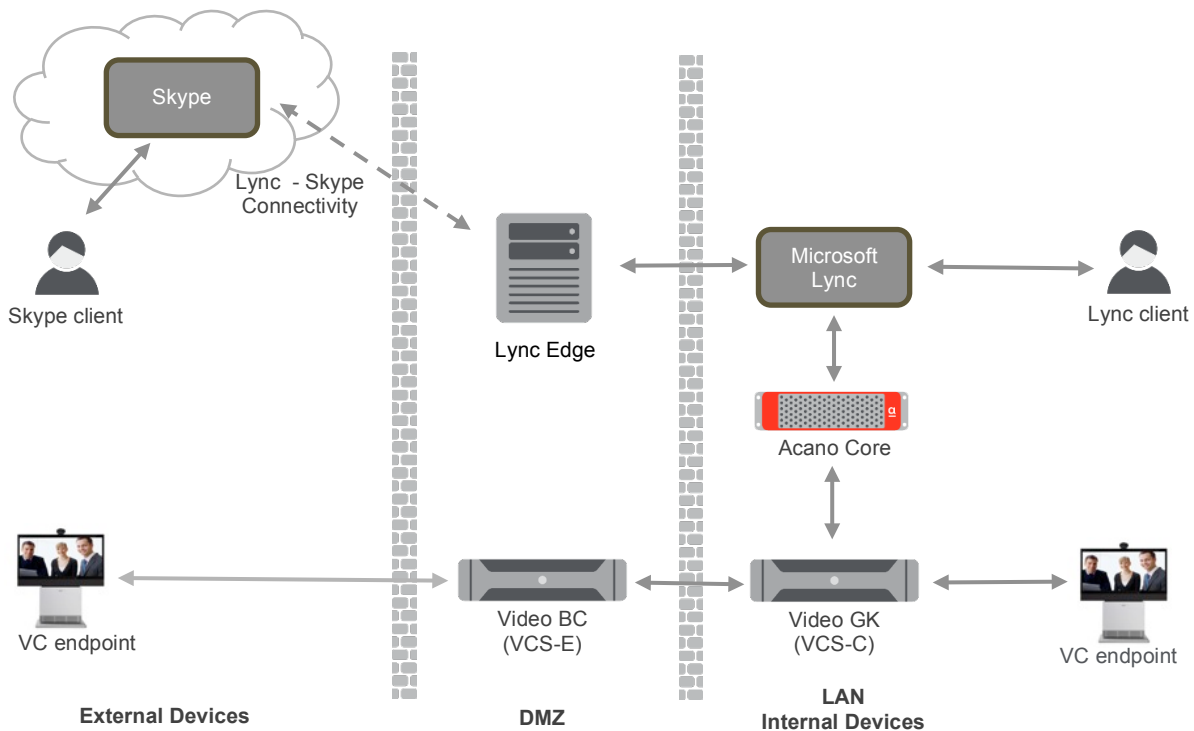 Skype
Lync - Skype
Connectivity
Skype client
Lync Edge
Microsoft
Lync
Lync client
a
Acano Core
VC endpoint
Video BC
(VCS-E)
Video GK
(VCS-C)
VC endpoint
External Devices
DMZ
LAN
Internal Devices